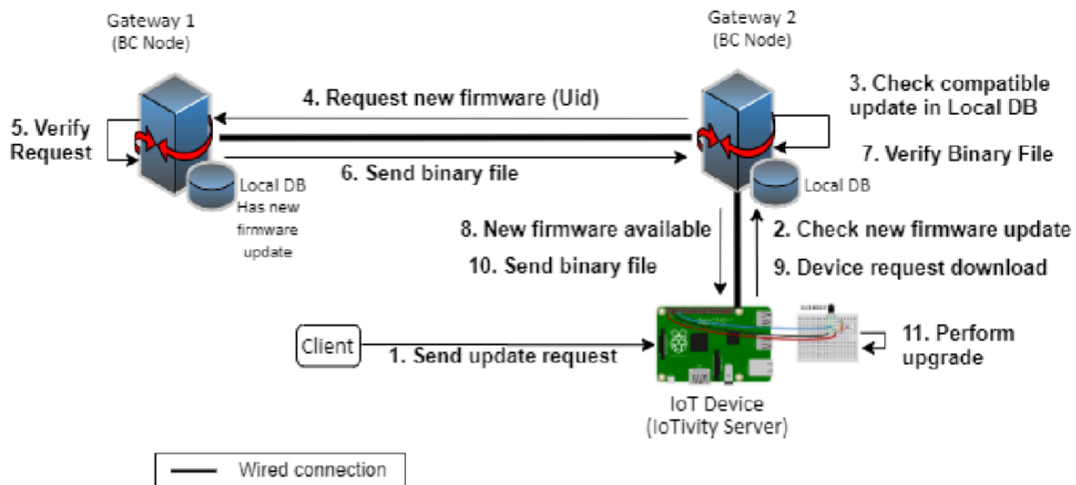 Gateway 1
(BC Node)
Gateway 2
(BC Node)
4. Request new firmware (Uid)
3. Check compatible
update in Local DB
5. Verify
Request
7. Verify Binary File
6. Send binary file
Local DB
Has new
firmware
update
Local DB
8. New firmware available
2. Check new firmware update
10. Send binary file
9. Device request download
Client
1. Send update request
11. Perform
upgrade
IoT Device
(IoTivity Server)
Wired connection